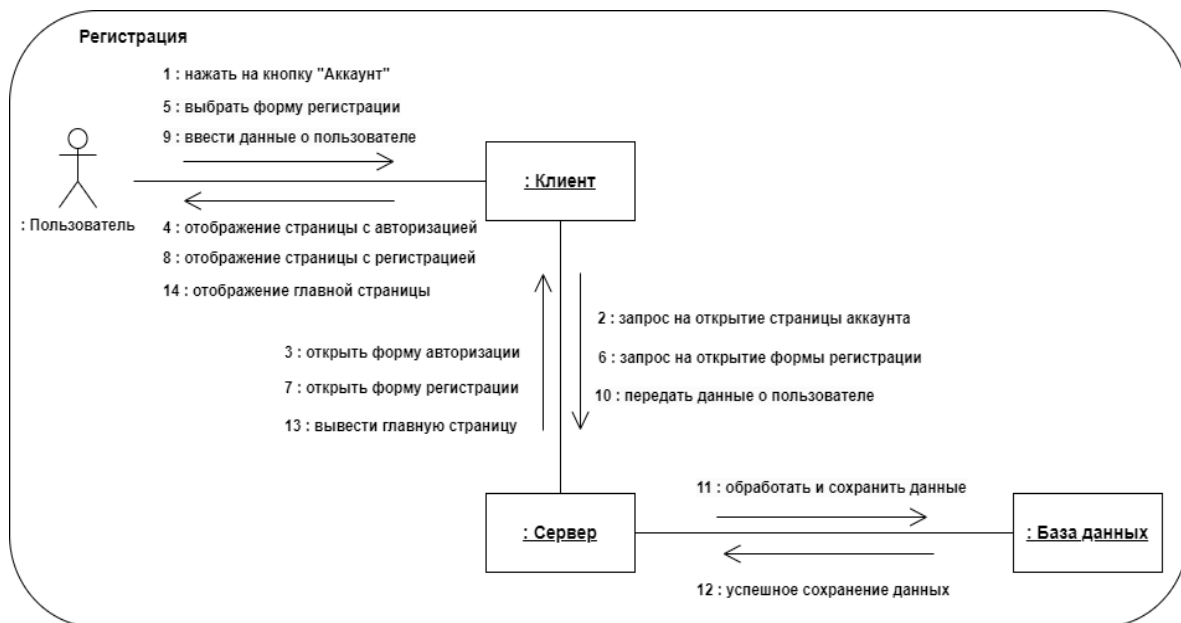 Регистрация
1 : нажать на кнопку "Аккаунт"
5 : выбрать форму регистрации
9 : ввести данные о пользователе
: Клиент
: Пользователь
4 : отображение страницы с авторизацией
8 : отображение страницы с регистрацией
14 : отображение главной страницы
2 : запрос на открытие страницы аккаунта
6 : запрос на открытие формы регистрации
10 : передать данные о пользователе
3 : открыть форму авторизации
7 : открыть форму регистрации
13 : вывести главную страницу
11 : обработать и сохранить данные
: Сервер
: База данных
12 : успешное сохранение данных